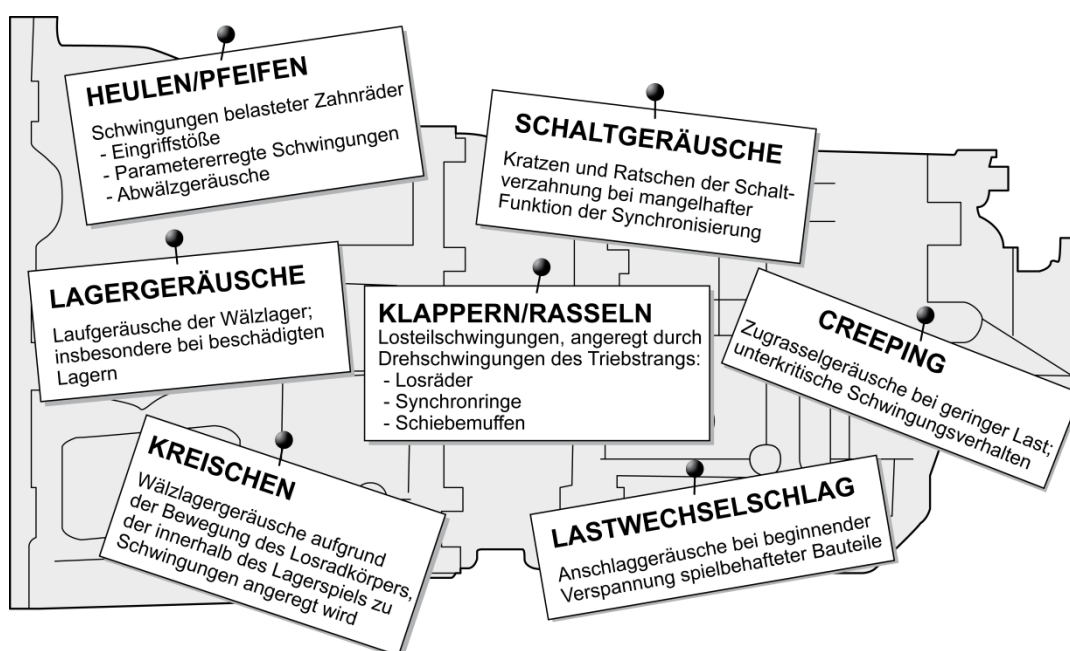 HEULEN/PFEIFEN
Schwingungen belasteter Zahnräder
- Eingriffstöße
- Parametererregte Schwingungen
- Abwälzgeräusche
SCHALTGERÄUSCHE
Kratzen und Ratschen der Schalt-
verzahnung bei mangelhafter
Funktion der Synchronisierung
LAGERGERÄUSCHE
Laufgeräusche der Wälzlager;
insbesondere bei beschädigten
Lagern
KLAPPERN/RASSELN
Losteilschwingungen, angeregt durch
Drehschwingungen des Triebstrangs:
- Losräder
- Synchronringe
- Schiebemuffen
CREEPING
Zugrasselgeräusche bei geringer Last;
unterkritische Schwingungsverhalten
KREISCHEN
Wälzlagergeräusche aufgrund
der Bewegung des Losradkörpers,
der innerhalb des Lagerspiels zu
Schwingungen angeregt wird
LASTWECHSELSCHLAG
Anschlaggeräusche bei beginnender
Verspannung spielbehafteter Bauteile